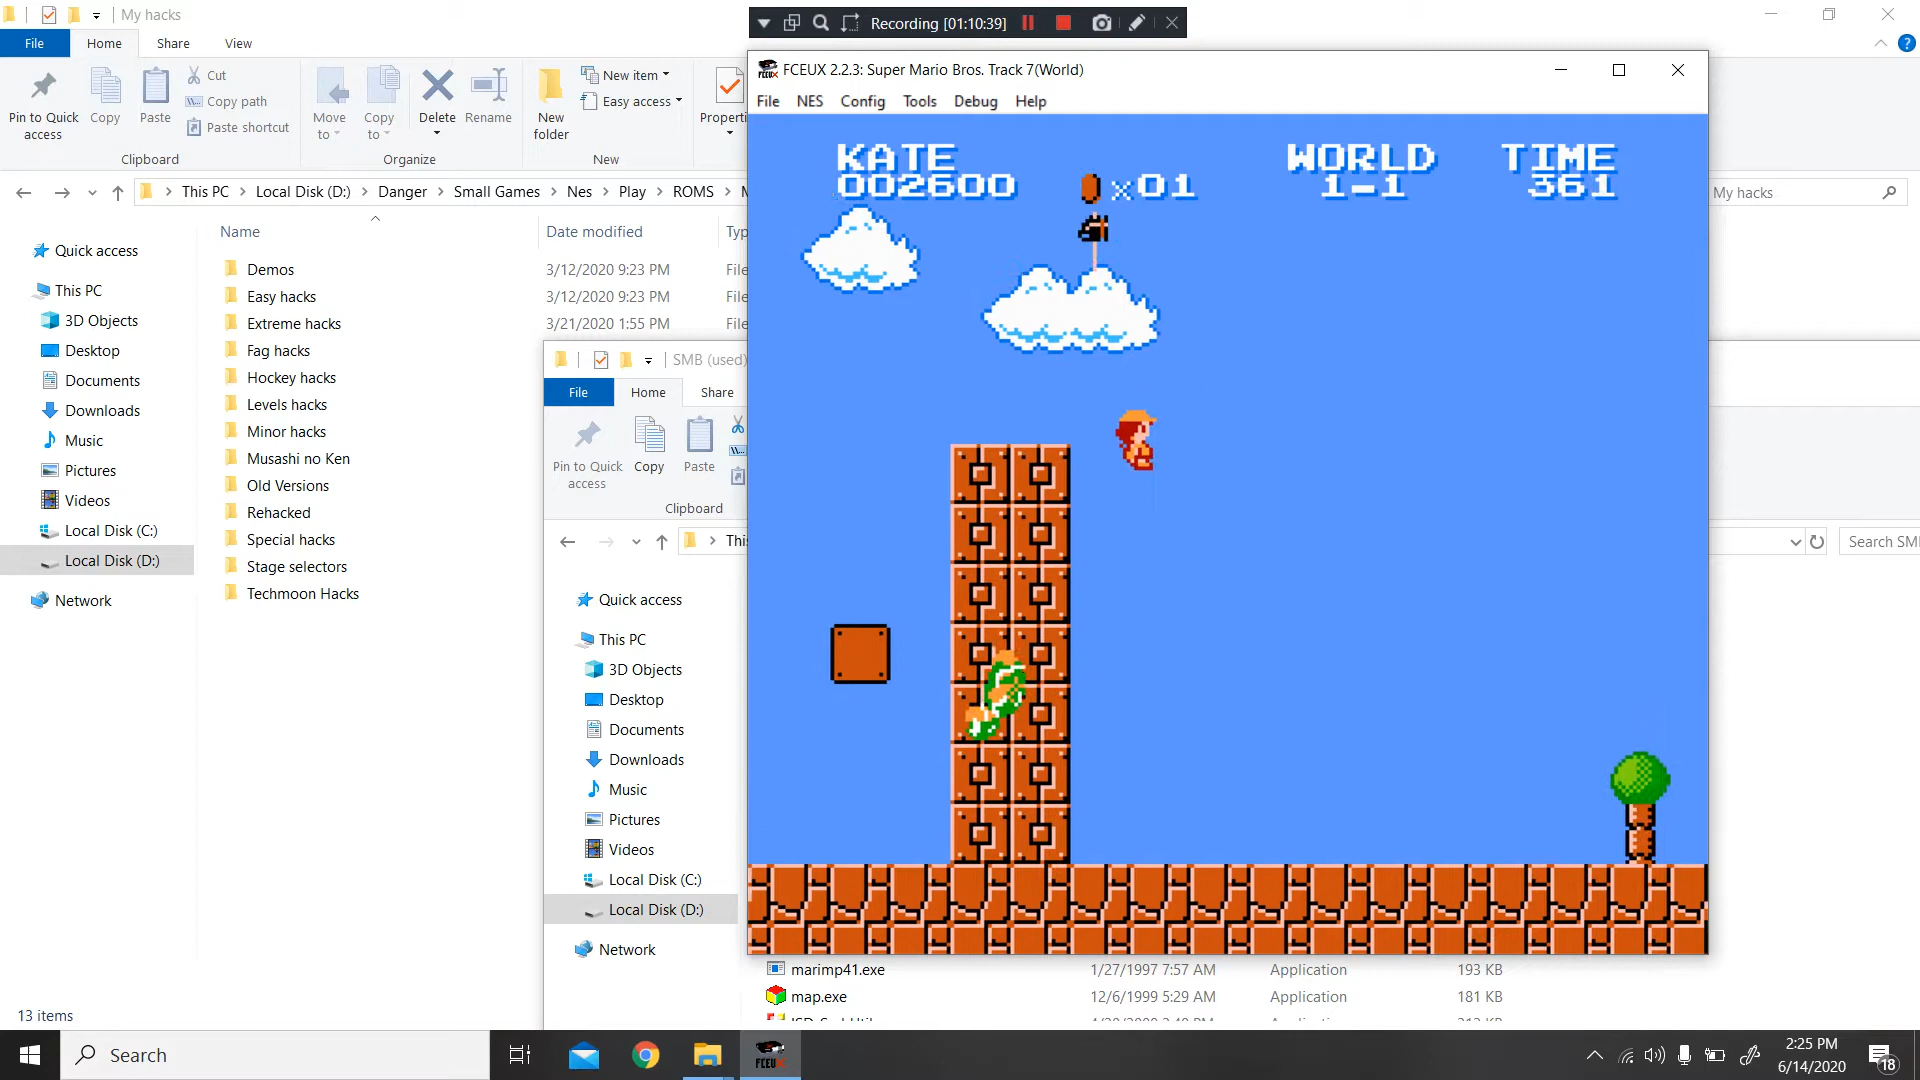 My hacks
Recording [01:10:39]
File Home Share View
FCEUX 2.2.3: Super Mario Bros. Track 7(World)
File NES Config Tools Debug Help
Pin to Quick access
Copy
Paste
Cut
Copy path
Paste shortcut
Clipboard
Move to
Copy to
Delete
Rename
Organize
New folder
New item
Easy access
New
Properti
This PC > Local Disk (D:) > Danger > Small Games > Nes > Play > ROMS
My hacks
Name Date modified Typ
Quick access
This PC
3D Objects
Desktop
Documents
Downloads
Music
Pictures
Videos
Local Disk (C:)
Local Disk (D:)
Network
Demos 3/12/2020 9:23 PM File
Easy hacks 3/12/2020 9:23 PM File
Extreme hacks 3/21/2020 1:55 PM File
Fag hacks
Hockey hacks
Levels hacks
Minor hacks
Musashi no Ken
Old Versions
Rehacked
Special hacks
Stage selectors
Techmoon Hacks
13 items
SMB (used)
File Home Share
Pin to Quick access
Copy
Paste
Clipboard
Search SM
Quick access
This PC
3D Objects
Desktop
Documents
Downloads
Music
Pictures
Videos
Local Disk (C:)
Local Disk (D:)
Network
KATE WORLD TIME
002600 x01 1-1 361
marimp41.exe 1/27/1997 7:57 AM Application 193 KB
map.exe 12/6/1999 5:29 AM Application 181 KB
Search
FCEUX
2:25 PM
6/14/2020
18